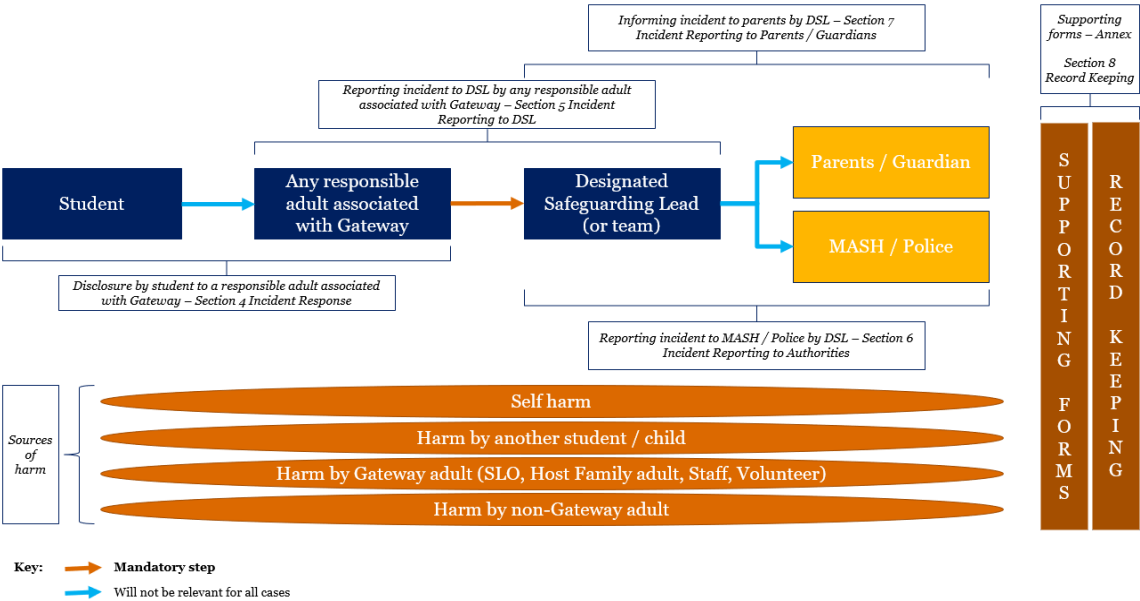 Informing incident to parents by DSL – Section 7
Incident Reporting to Parents / Guardians
Supporting
forms – Annex
Section 8
Record Keeping
Reporting incident to DSL by any responsible adult
associated with Gateway – Section 5 Incident
Reporting to DSL
Student
Any responsible
adult associated
with Gateway
Designated
Safeguarding Lead
(or team)
Parents / Guardian
MASH / Police
Disclosure by student to a responsible adult associated
with Gateway – Section 4 Incident Response
Reporting incident to MASH / Police by DSL – Section 6
Incident Reporting to Authorities
SUPPORTING FORMS
RECORD KEEPING
Sources
of
harm
Self harm
Harm by another student / child
Harm by Gateway adult (SLO, Host Family adult, Staff, Volunteer)
Harm by non-Gateway adult
Key:
Mandatory step
Will not be relevant for all cases